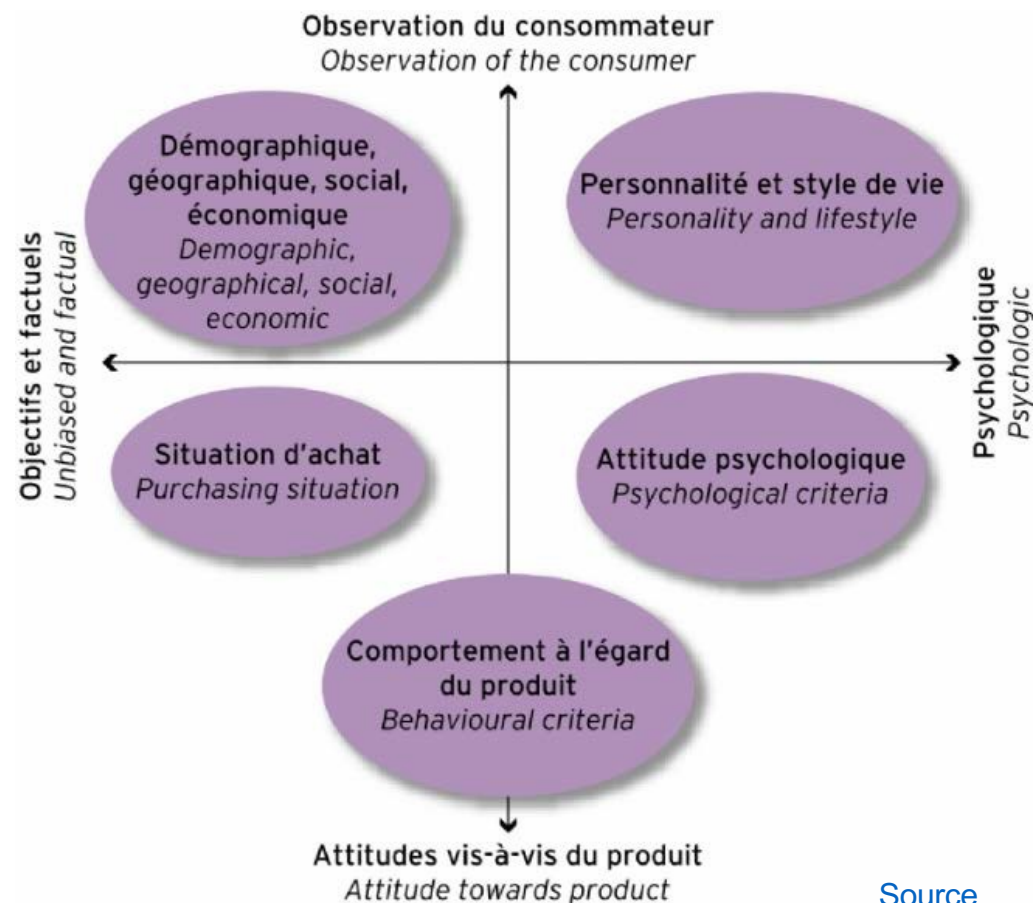 Observation du consommateur
Observation of the consumer
Démographique,
géographique, social,
économique
Demographic,
geographical, social,
economic
Personnalité et style de vie
Personality and lifestyle
Objectifs et factuels
Unbiased and factual
Psychologique
Psychologic
Situation d'achat
Purchasing situation
Attitude psychologique
Psychological criteria
Comportement à l'égard
du produit
Behavioural criteria
Attitudes vis-à-vis du produit
Attitude towards product
Source